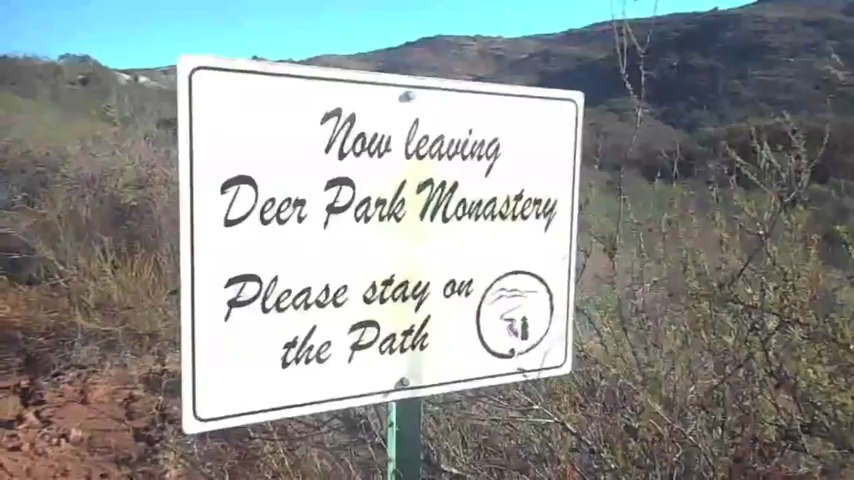 Now leaving
Deer Park Monastery
Please stay on
the Path